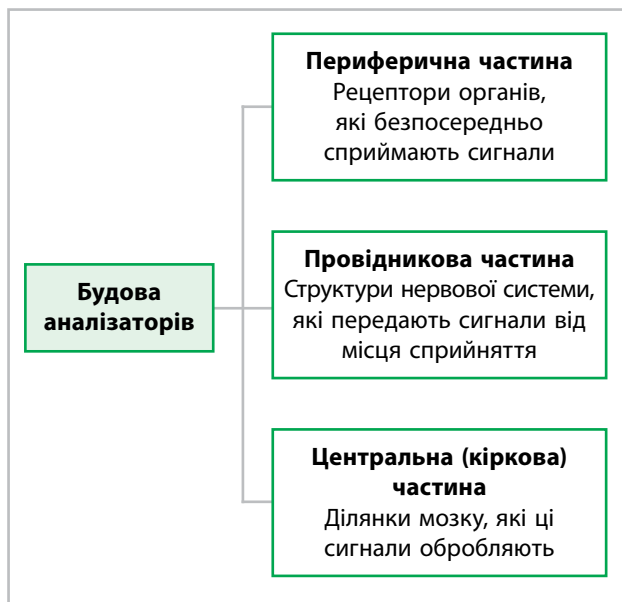 Периферична частина
Рецептори органів,
які безпосередньо
сприймають сигнали
Будова
аналізаторів
Провідникова частина
Структури нервової системи,
які передають сигнали від
місця сприйняття
Центральна (кіркова)
частина
Ділянки мозку, які ці
сигнали обробляють